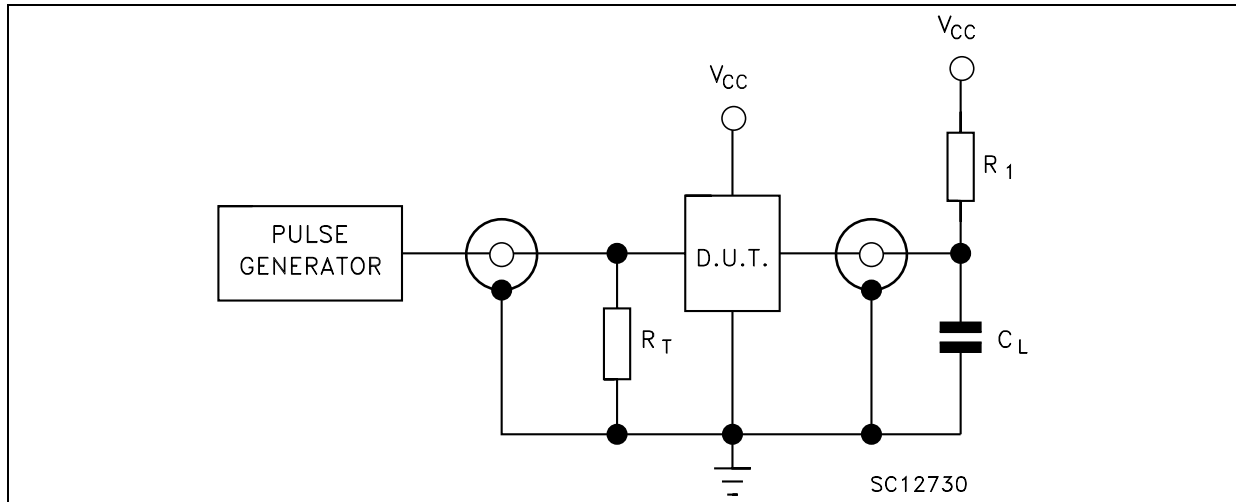 VCC
VCC
R1
PULSE
GENERATOR
D.U.T.
RT
CL
SC12730